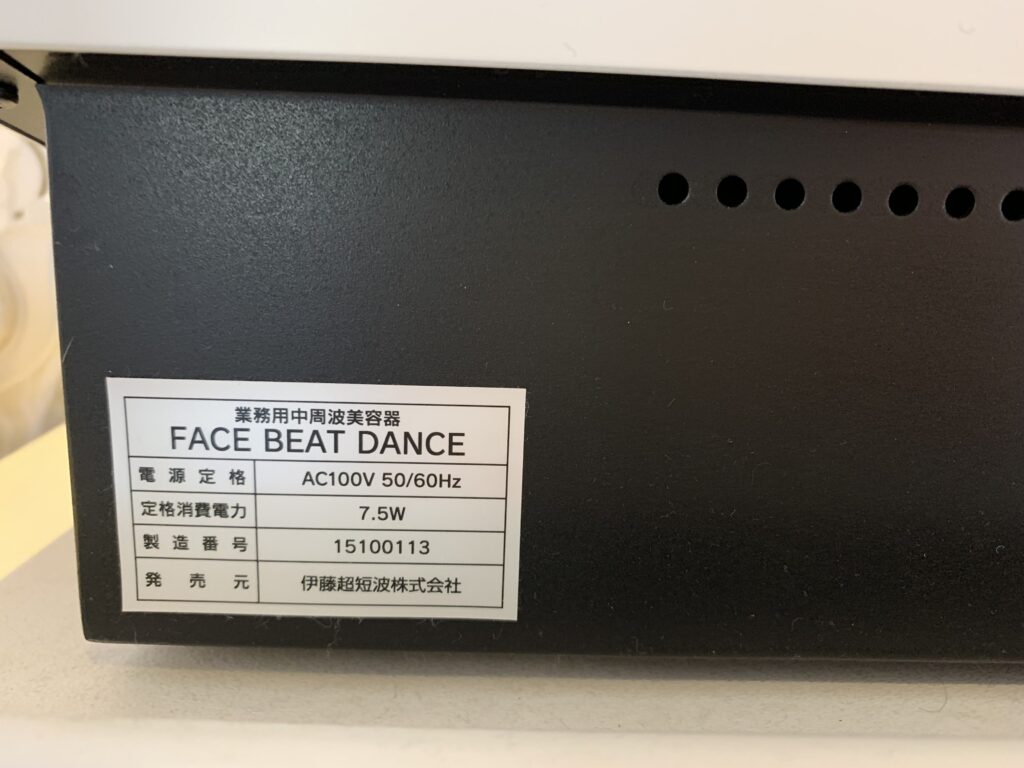 業務用中周波美容器
FACE BEAT DANCE
電源定格 AC100V 50/60Hz
定格消費電力 7.5W
製造番号 15100113
発売元 伊藤超短波株式会社